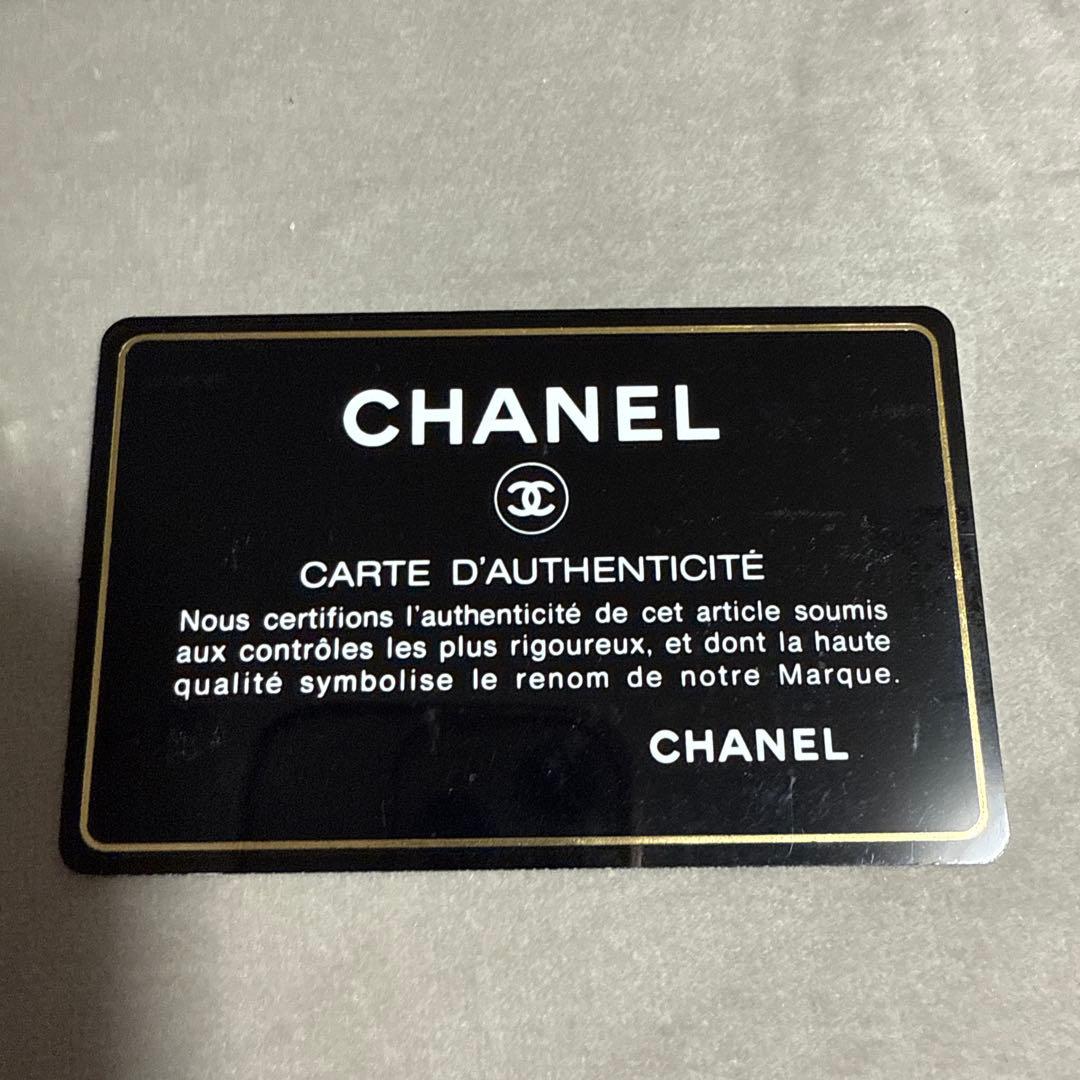 CHANEL
CARTE D'AUTHENTICITÉ
Nous certifions l'authenticité de cet article soumis
aux contrôles les plus rigoureux, et dont la haute
qualité symbolise le renom de notre Marque.
CHANEL